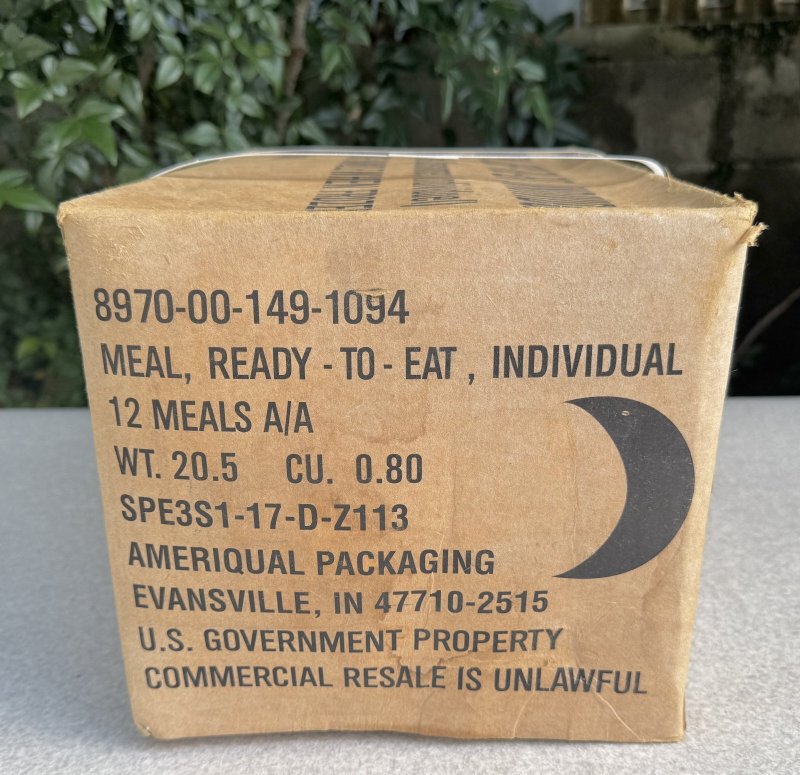 8970-00-149-1094
MEAL, READY - TO - EAT , INDIVIDUAL
12 MEALS A/A
WT. 20.5 CU. 0.80
SPE3S1-17-D-Z113
AMERIQUAL PACKAGING
EVANSVILLE, IN 47710-2515
U.S. GOVERNMENT PROPERTY
COMMERCIAL RESALE IS UNLAWFUL